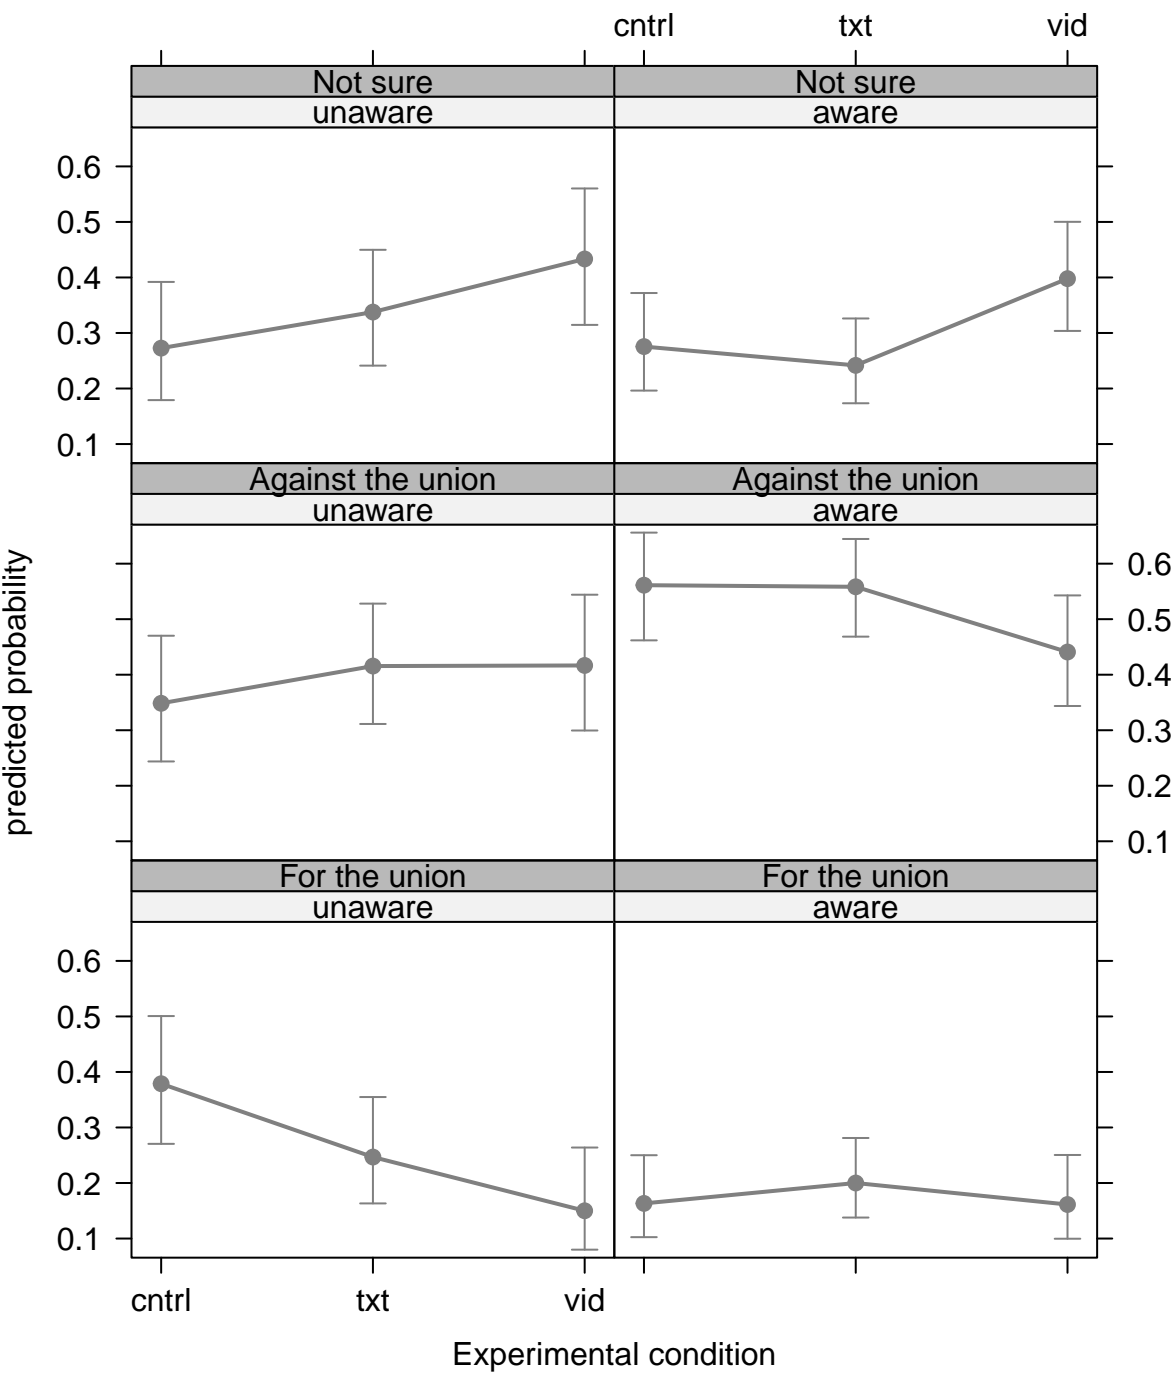 cntrl txt vid
Not sure Not sure
unaware aware
0.6
0.5
0.4
0.3
0.2
0.1
Against the union Against the union
unaware aware
predicted probability
0.6
0.5
0.4
0.3
0.2
0.1
For the union For the union
unaware aware
0.6
0.5
0.4
0.3
0.2
0.1
cntrl txt vid
Experimental condition